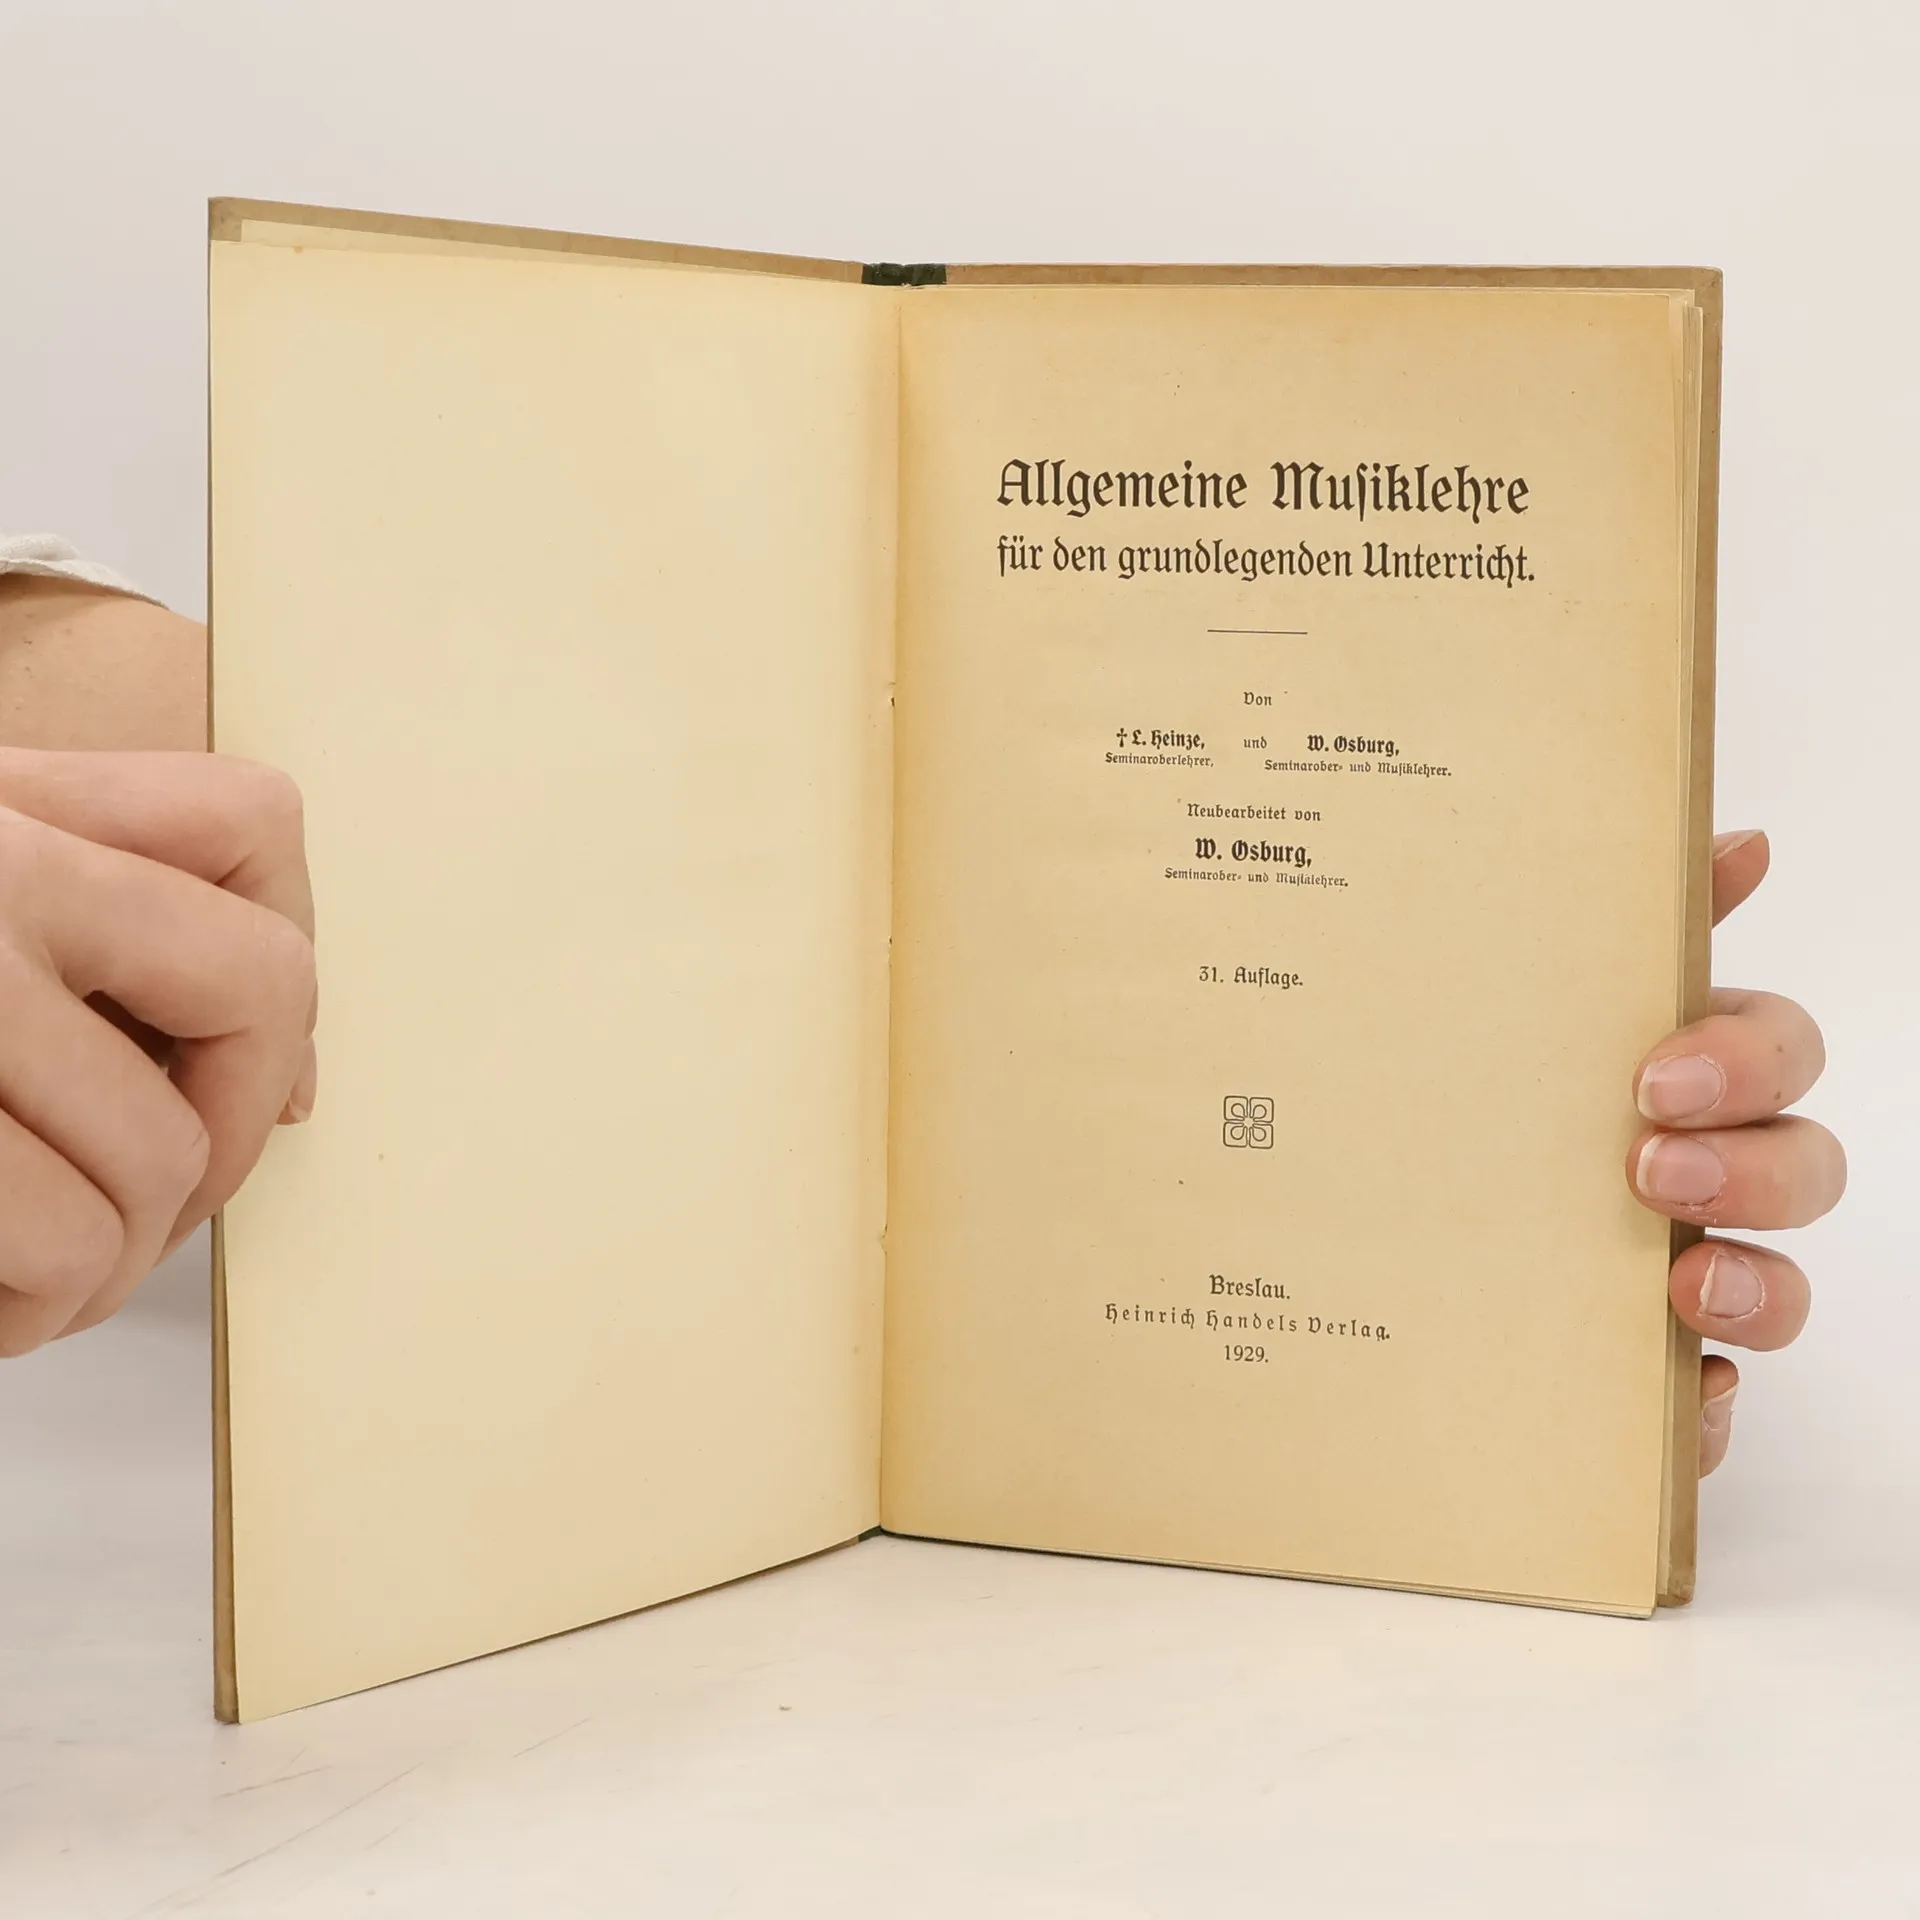 Allgemeine Muſiklehre
für den grundlegenden Unterricht.
Von
† L. Heinze, und W. Osburg,
Seminaroberlehrer, Seminarober- und Muſiklehrer.
Neubearbeitet von
W. Osburg,
Seminarober- und Muſiklehrer.
31. Auflage.
Breslau.
Heinrich Handels Verlag.
1929.